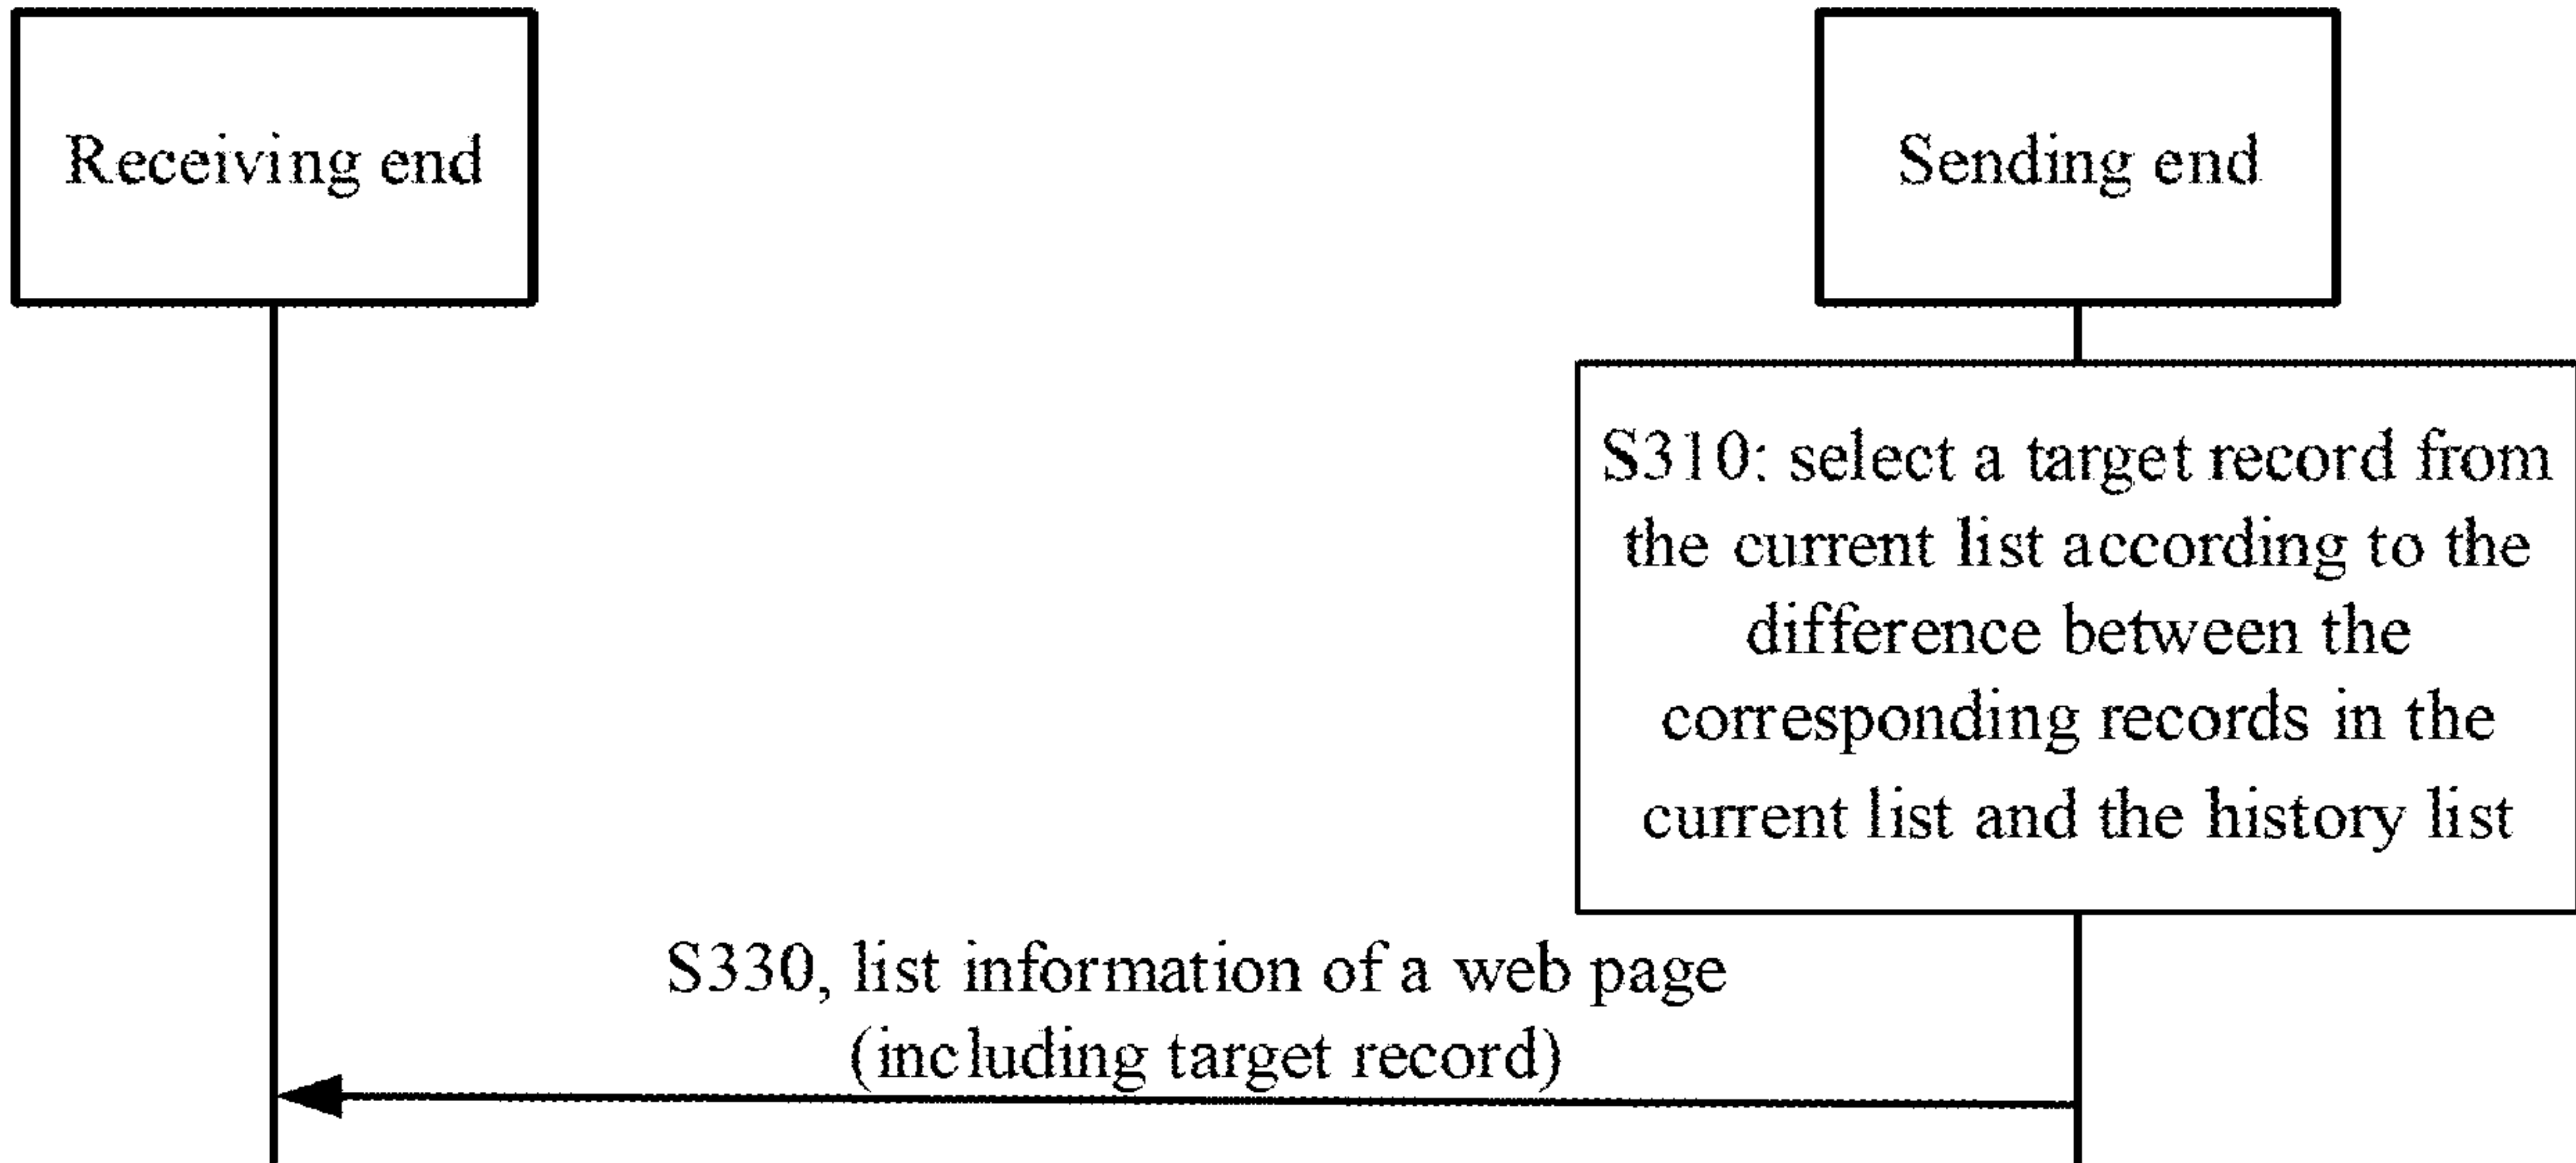 Receiving end
Sending end
S310: select a target record from
the current list according to the
difference between the
corresponding records in the
current list and the history list
S330, list information of a web page
(including target record)